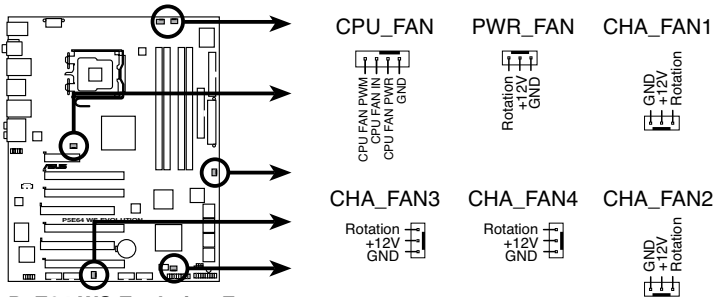 CPU_FAN
CPU FAN PWM
CPU FAN IN
CPU FAN PWR
GND
PWR_FAN
Rotation
+12V
GND
CHA_FAN1
GND
+12V
Rotation
CHA_FAN3
Rotation
+12V
GND
CHA_FAN4
Rotation
+12V
GND
CHA_FAN2
GND
+12V
Rotation
ASUS
P5E64 WS EVOLUTION